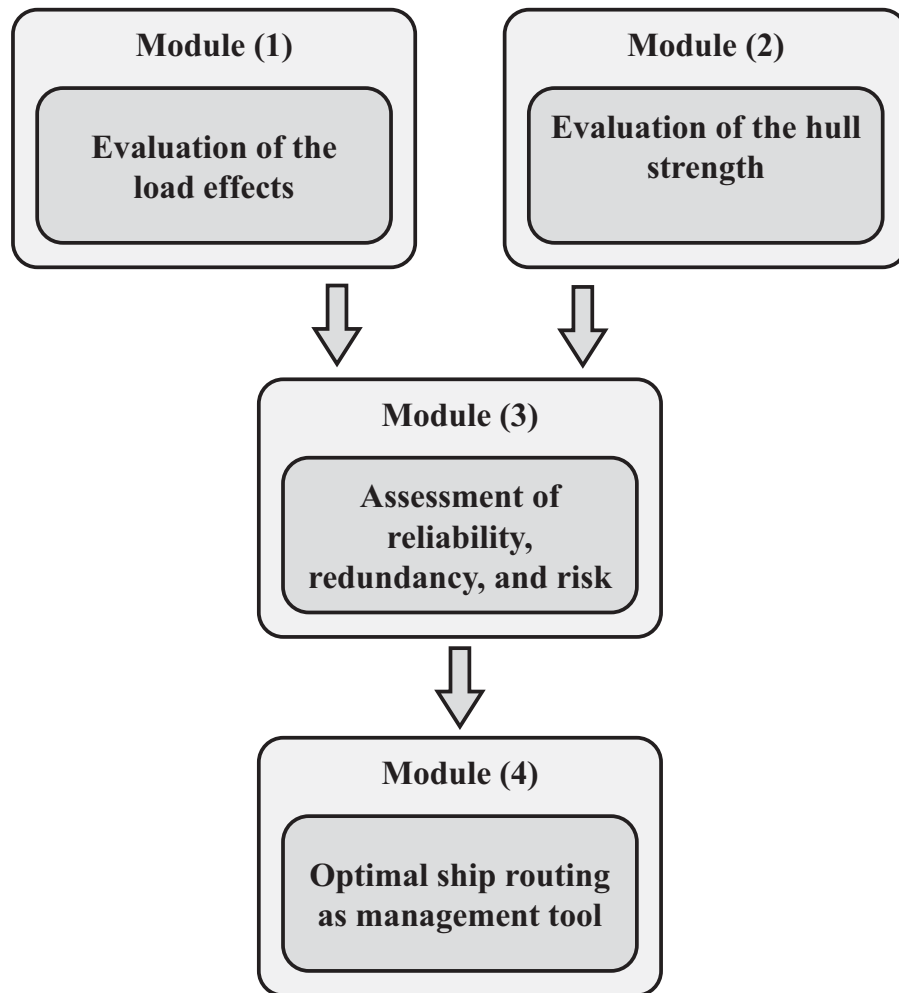 Module (1)
Evaluation of the
load effects
Module (2)
Evaluation of the hull
strength
Module (3)
Assessment of
reliability,
redundancy, and risk
Module (4)
Optimal ship routing
as management tool